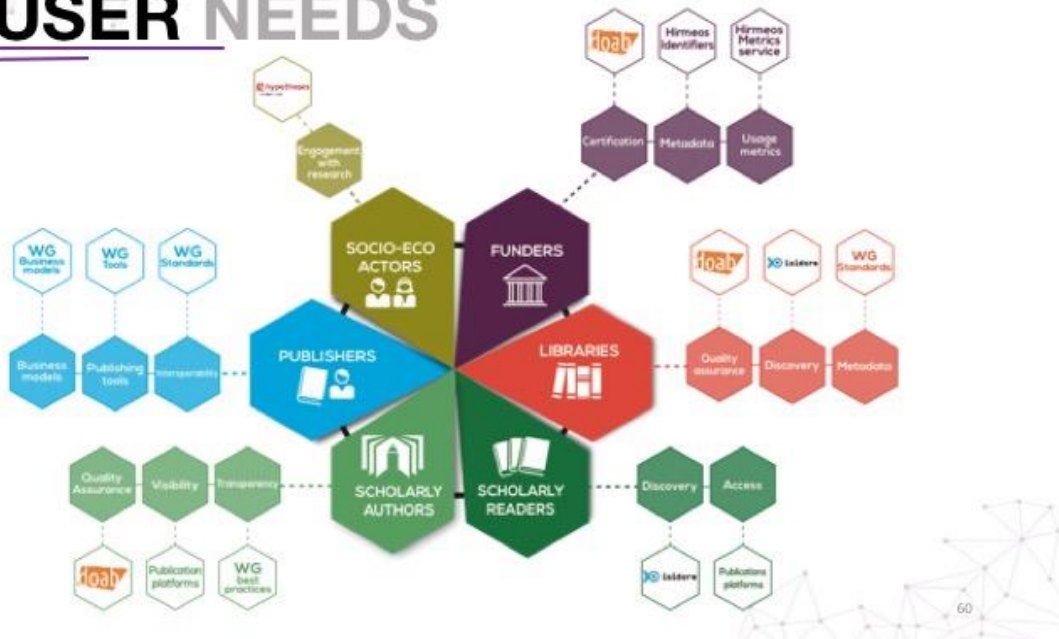 USER NEEDS
hypotheses
Engagement
with
research
doab
Hirmeos
Identifiers
Hirmeos
Metrics
service
Certification
Metadata
Usage
metrics
SOCIO-ECO
ACTORS
FUNDERS
WG
Business
models
WG
Tools
WG
Standards
Business
models
Publishing
tools
Interoperability
PUBLISHERS
LIBRARIES
doab
isidore
WG
Standards
Quality
assurance
Discovery
Metadata
Quality
Assurance
Visibility
Transparency
SCHOLARLY
AUTHORS
SCHOLARLY
READERS
Discovery
Access
doab
Publication
platforms
WG
best
practices
isidore
Publications
platforms
60